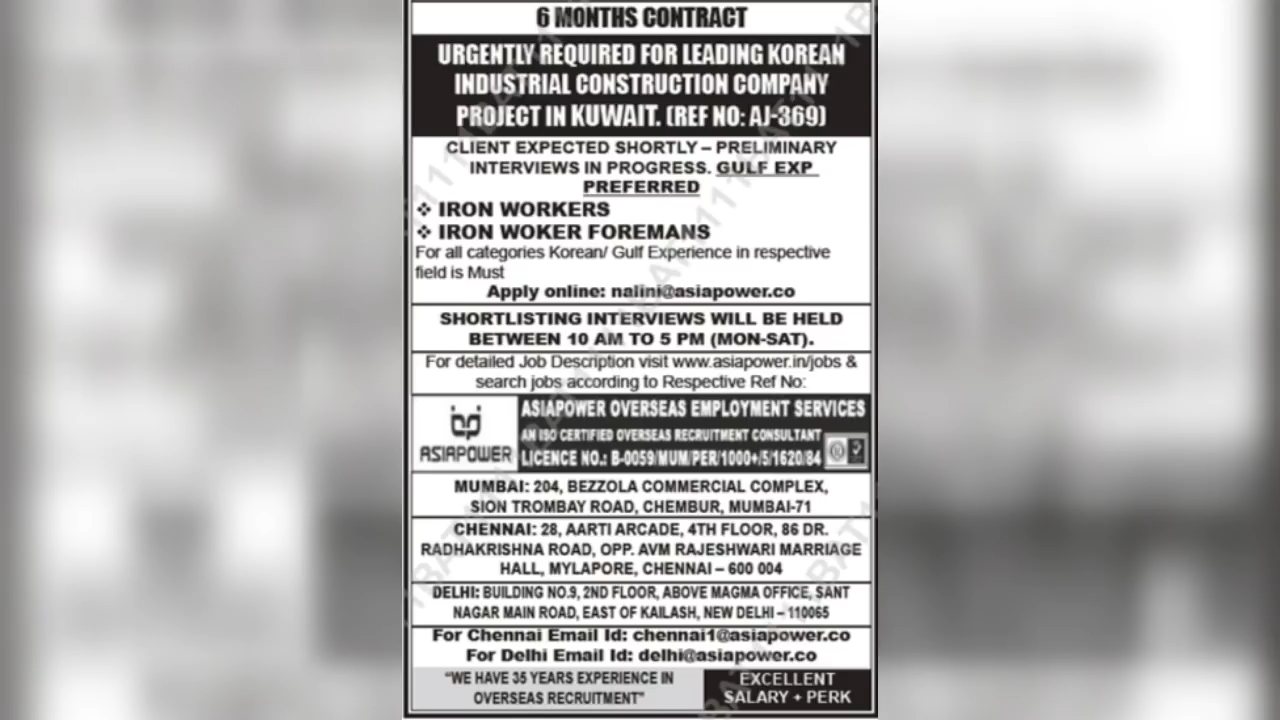 6 MONTHS CONTRACT
URGENTLY REQUIRED FOR LEADING KOREAN
INDUSTRIAL CONSTRUCTION COMPANY
PROJECT IN KUWAIT. (REF NO: AJ-369)
CLIENT EXPECTED SHORTLY – PRELIMINARY
INTERVIEWS IN PROGRESS. GULF EXP
PREFERRED
❖ IRON WORKERS
❖ IRON WOKER FOREMANS
For all categories Korean/ Gulf Experience in respective
field is Must
Apply online: nalini@asiapower.co
SHORTLISTING INTERVIEWS WILL BE HELD
BETWEEN 10 AM TO 5 PM (MON-SAT).
For detailed Job Description visit www.asiapower.in/jobs &
search jobs according to Respective Ref No:
ASIAPOWER
ASIAPOWER OVERSEAS EMPLOYMENT SERVICES
AN ISO CERTIFIED OVERSEAS RECRUITMENT CONSULTANT
LICENCE NO.: B-0059/MUM/PER/1000+/5/1620/84
MUMBAI: 204, BEZZOLA COMMERCIAL COMPLEX,
SION TROMBAY ROAD, CHEMBUR, MUMBAI-71
CHENNAI: 28, AARTI ARCADE, 4TH FLOOR, 86 DR.
RADHAKRISHNA ROAD, OPP. AVM RAJESHWARI MARRIAGE
HALL, MYLAPORE, CHENNAI – 600 004
DELHI: BUILDING NO.9, 2ND FLOOR, ABOVE MAGMA OFFICE, SANT
NAGAR MAIN ROAD, EAST OF KAILASH, NEW DELHI – 110065
For Chennai Email Id: chennai1@asiapower.co
For Delhi Email Id: delhi@asiapower.co
"WE HAVE 35 YEARS EXPERIENCE IN
OVERSEAS RECRUITMENT"
EXCELLENT
SALARY + PERK